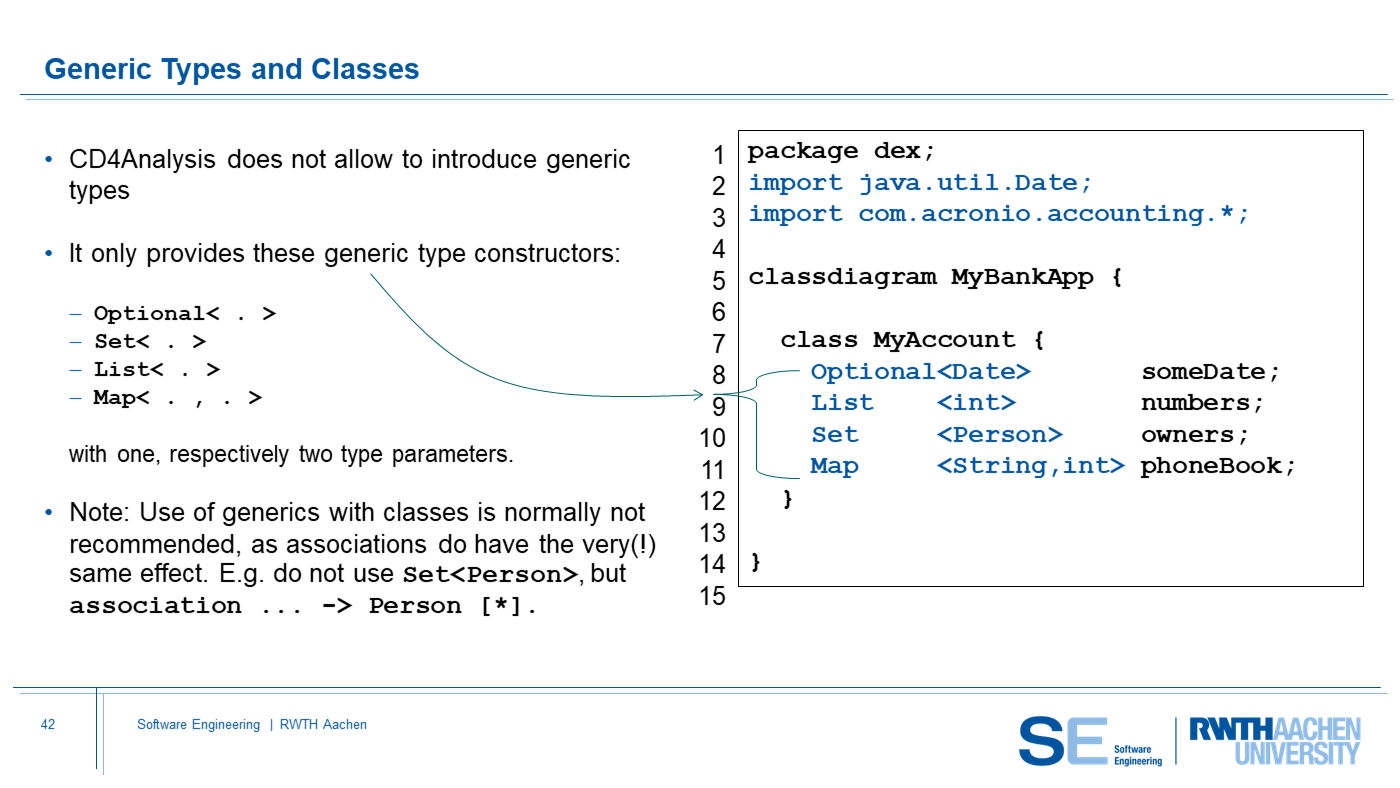 Generic Types and Classes
• CD4Analysis does not allow to introduce generic
types
• It only provides these generic type constructors:
– Optional< . >
– Set< . >
– List< . >
– Map< . , . >
with one, respectively two type parameters.
• Note: Use of generics with classes is normally not
recommended, as associations do have the very(!)
same effect. E.g. do not use Set<Person>, but
association ... -> Person [*].
1 package dex;
2 import java.util.Date;
3 import com.acronio.accounting.*;
4
5 classdiagram MyBankApp {
6
7 class MyAccount {
8 Optional<Date> someDate;
9 List <int> numbers;
10 Set <Person> owners;
11 Map <String,int> phoneBook;
12 }
13
14 }
15
42 Software Engineering | RWTH Aachen
SE Software
Engineering
RWTHAACHEN
UNIVERSITY